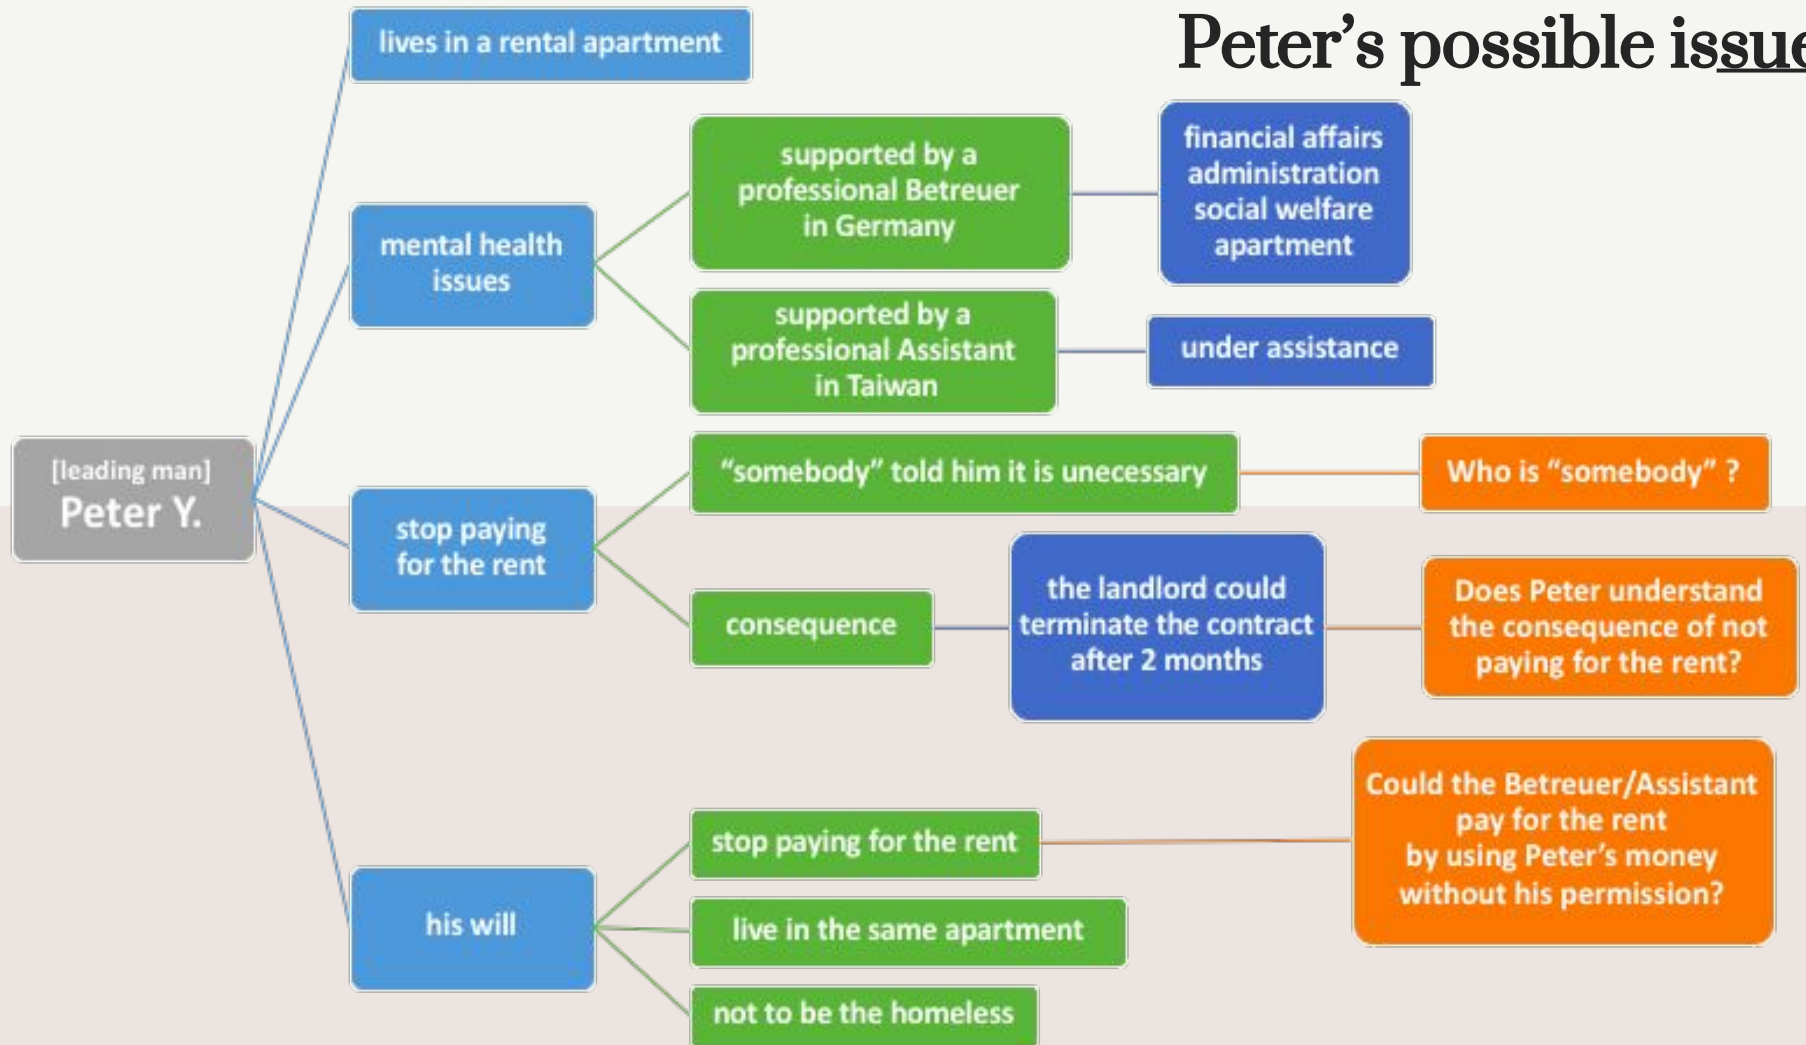 Peter's possible issue
lives in a rental apartment
mental health
issues
supported by a
professional Betreuer
in Germany
financial affairs
administration
social welfare
apartment
supported by a
professional Assistant
in Taiwan
under assistance
[leading man]
Peter Y.
stop paying
for the rent
“somebody” told him it is unecessary
Who is “somebody” ?
consequence
the landlord could
terminate the contract
after 2 months
Does Peter understand
the consequence of not
paying for the rent?
his will
stop paying for the rent
Could the Betreuer/Assistant
pay for the rent
by using Peter's money
without his permission?
live in the same apartment
not to be the homeless